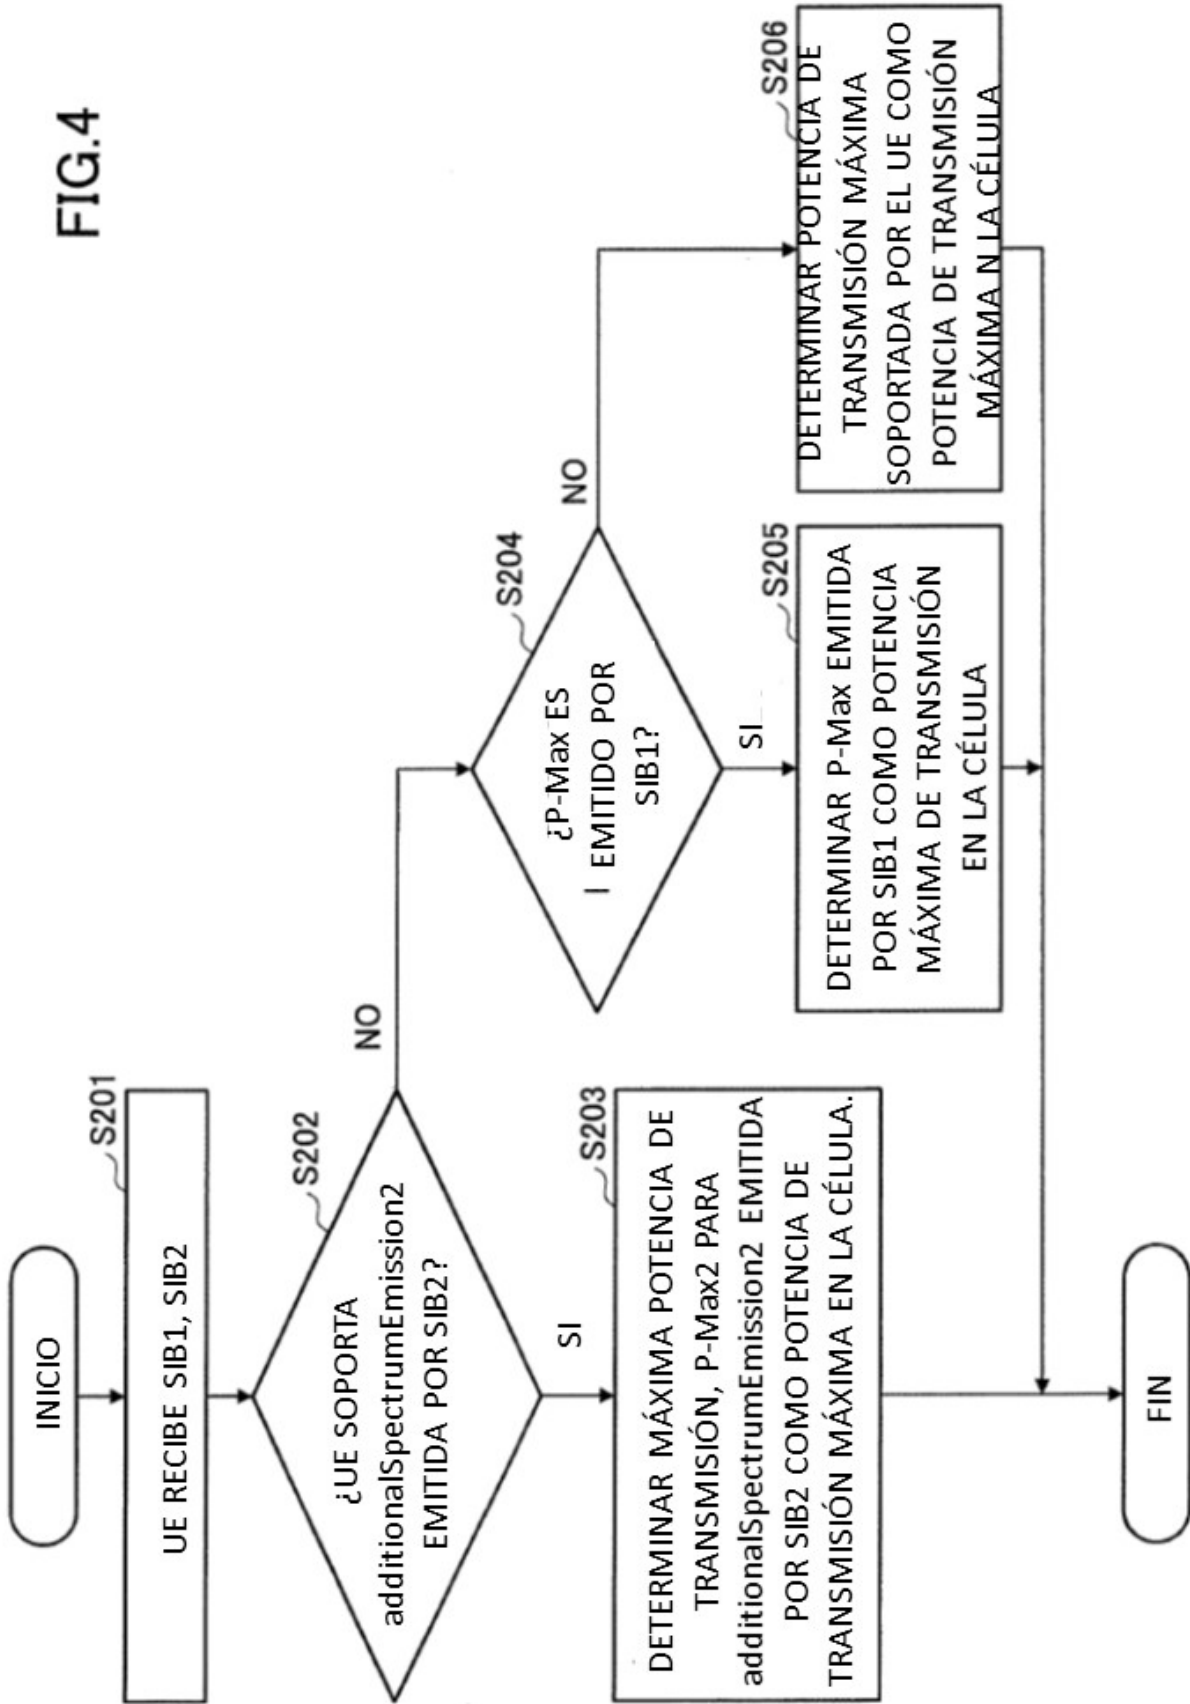 FIG.4
INICIO
S201
UE RECIBE SIB1, SIB2
S202
¿UE SOPORTA
additionalSpectrumEmission2
EMITIDA POR SIB2?
NO
SI
S203
DETERMINAR MÁXIMA POTENCIA DE
TRANSMISIÓN, P-Max2 PARA
additionalSpectrumEmission2 EMITIDA
POR SIB2 COMO POTENCIA DE
TRANSMISIÓN MÁXIMA EN LA CÉLULA.
S204
¿P-Max ES
EMITIDO POR
SIB1?
NO
SI
S205
DETERMINAR P-Max EMITIDA
POR SIB1 COMO POTENCIA
MÁXIMA DE TRANSMISIÓN
EN LA CÉLULA
S206
DETERMINAR POTENCIA DE
TRANSMISIÓN MÁXIMA
SOPORTADA POR EL UE COMO
POTENCIA DE TRANSMISIÓN
MÁXIMA N LA CÉLULA
FIN